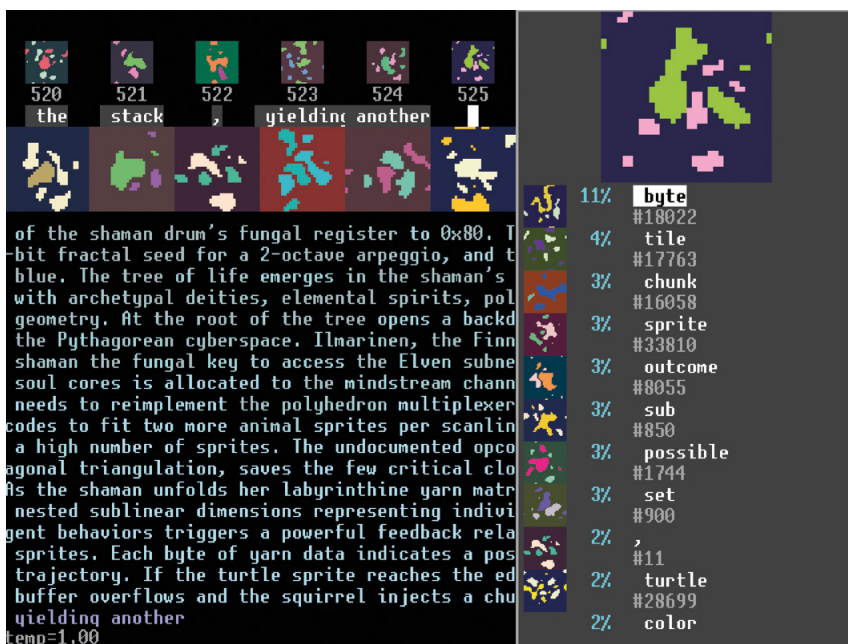 520 521 522 523 524 525
the stack , yielding another
of the shaman drum's fungal register to 0x80. T
-bit fractal seed for a 2-octave arpeggio, and t
blue. The tree of life emerges in the shaman's
with archetypal deities, elemental spirits, pol
geometry. At the root of the tree opens a backd
the Pythagorean cyberspace. Ilmarinen, the Finn
shaman the fungal key to access the Elven subne
soul cores is allocated to the mindstream chann
needs to reimplement the polyhedron multiplexer
codes to fit two more animal sprites per scanlin
a high number of sprites. The undocumented opco
agonal triangulation, saves the few critical clo
As the shaman unfolds her labyrinthine yarn matr
nested sublinear dimensions representing indivi
gent behaviors triggers a powerful feedback rela
sprites. Each byte of yarn data indicates a pos
trajectory. If the turtle sprite reaches the ed
buffer overflows and the squirrel injects a chu
yielding another
temp=1.00
11% byte
#18022
4% tile
#17763
3% chunk
#16058
3% sprite
#33810
3% outcome
#8055
3% sub
#850
3% possible
#1744
3% set
#900
2% ,
#11
2% turtle
#28699
2% color